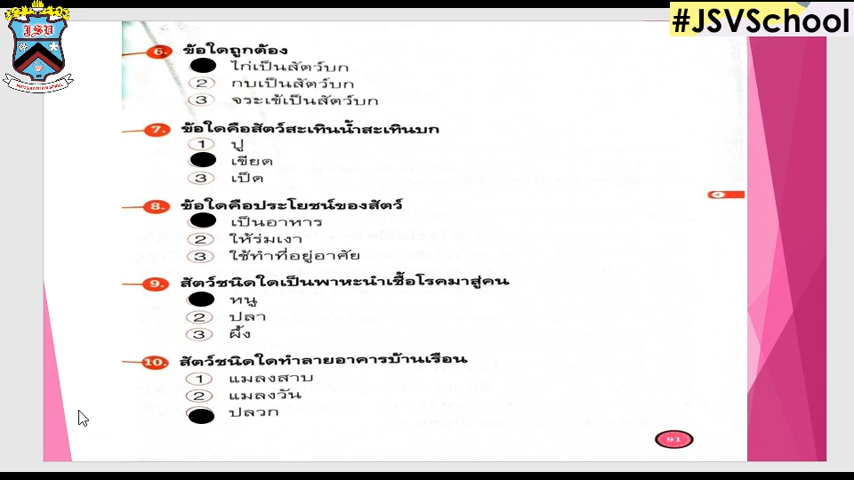 #JSVSchool
JSV
6. ข้อใดถูกต้อง
ไก่เป็นสัตว์บก
2 กบเป็นสัตว์บก
3 จระเข้เป็นสัตว์บก
7. ข้อใดคือสัตว์สะเทินน้ำสะเทินบก
1 ปู
เขียด
3 เป็ด
8. ข้อใดคือประโยชน์ของสัตว์
เป็นอาหาร
2 ให้ร่มเงา
3 ใช้ทำที่อยู่อาศัย
9. สัตว์ชนิดใดเป็นพาหะนำเชื้อโรคมาสู่คน
หนู
2 ปลา
3 ผึ้ง
10. สัตว์ชนิดใดทำลายอาคารบ้านเรือน
1 แมลงสาบ
2 แมลงวัน
ปลวก
91